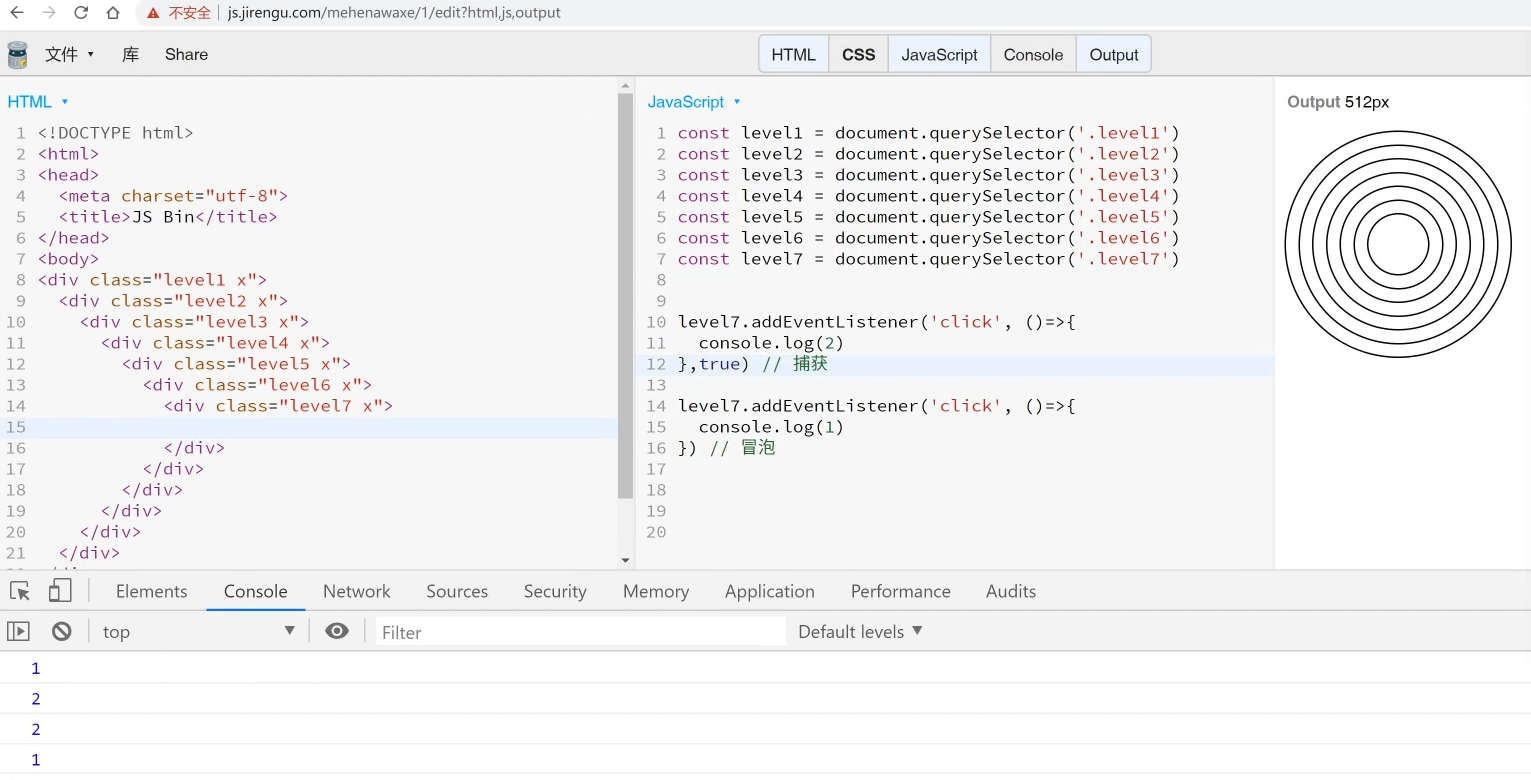 不安全 js.jirengu.com/mehenawaxe/1/edit?html,js,output
文件 库 Share HTML CSS JavaScript Console Output
HTML
1 <!DOCTYPE html>
2 <html>
3 <head>
4   <meta charset="utf-8">
5   <title>JS Bin</title>
6 </head>
7 <body>
8 <div class="level1 x">
9   <div class="level2 x">
10     <div class="level3 x">
11       <div class="level4 x">
12         <div class="level5 x">
13           <div class="level6 x">
14             <div class="level7 x">
15
16             </div>
17           </div>
18         </div>
19       </div>
20     </div>
21   </div>
JavaScript
1 const level1 = document.querySelector('.level1')
2 const level2 = document.querySelector('.level2')
3 const level3 = document.querySelector('.level3')
4 const level4 = document.querySelector('.level4')
5 const level5 = document.querySelector('.level5')
6 const level6 = document.querySelector('.level6')
7 const level7 = document.querySelector('.level7')
8
9
10 level7.addEventListener('click', ()=>{
11   console.log(2)
12 },true) // 捕获
13
14 level7.addEventListener('click', ()=>{
15   console.log(1)
16 }) // 冒泡
17
18
19
20
Output 512px
Elements Console Network Sources Security Memory Application Performance Audits
top Filter Default levels
1
2
2
1